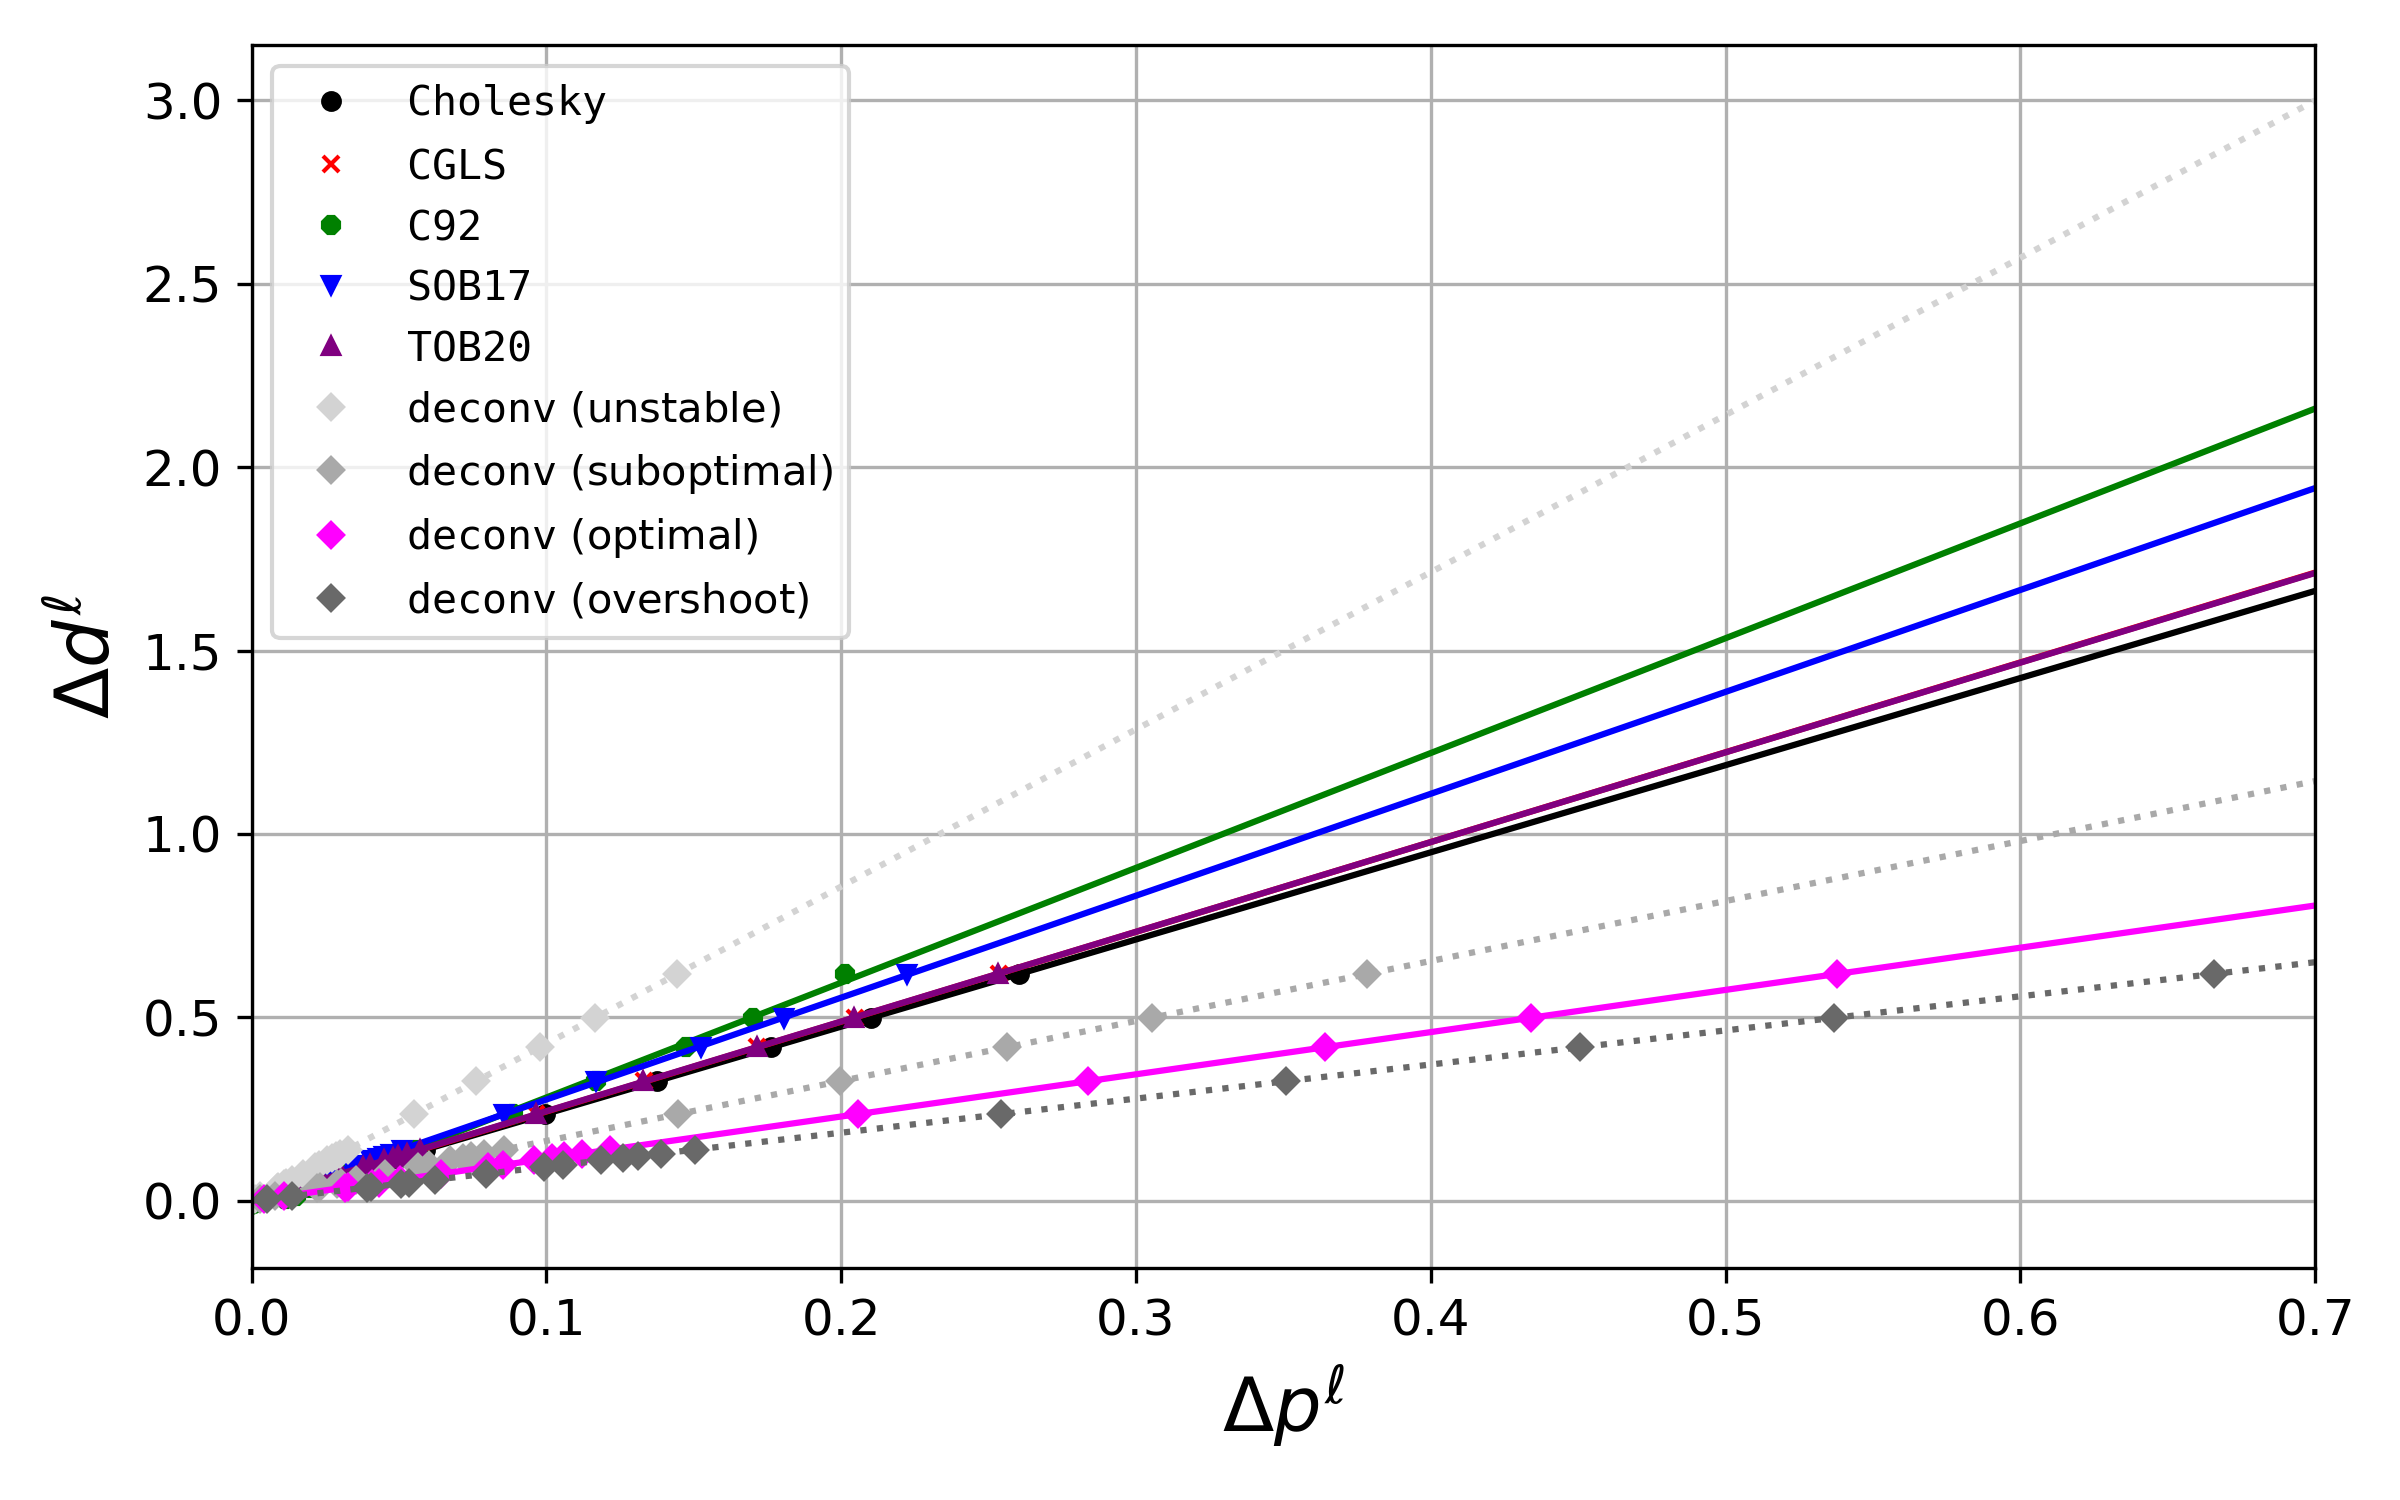 3.0
2.5
2.0
1.5
1.0
0.5
0.0
0.0 0.1 0.2 0.3 0.4 0.5 0.6 0.7
Δdℓ
Δpℓ
Cholesky
CGLS
C92
SOB17
TOB20
deconv (unstable)
deconv (suboptimal)
deconv (optimal)
deconv (overshoot)